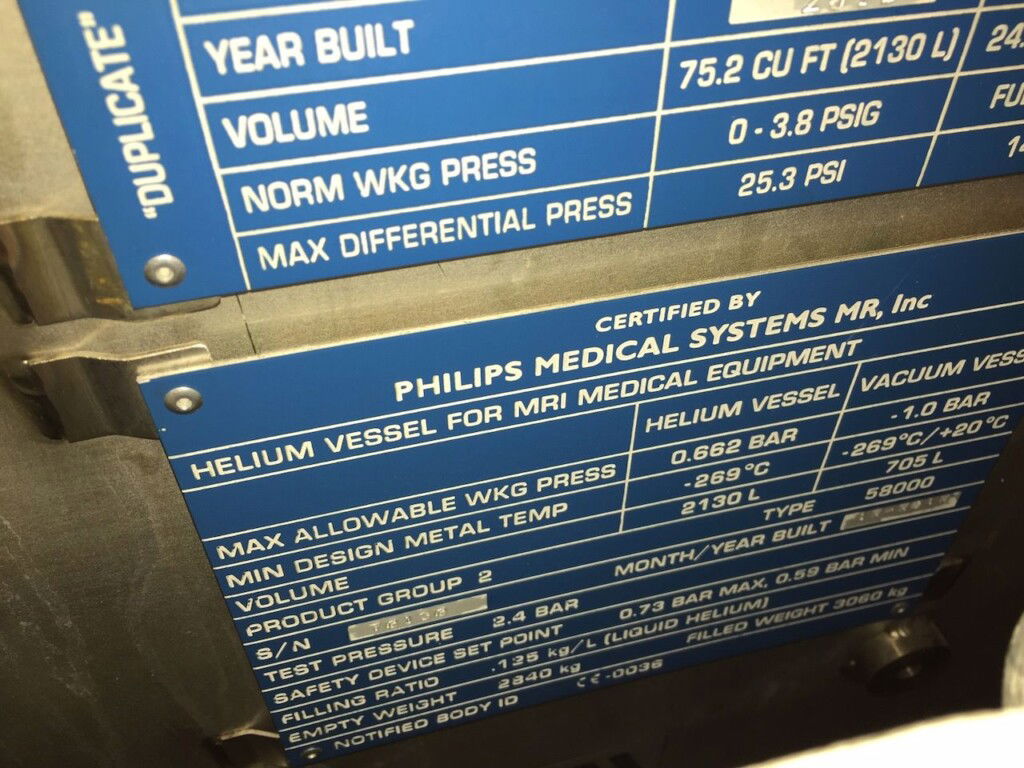 "DUPLICATE"
YEAR BUILT
VOLUME 75.2 CU FT (2130 L)
NORM WKG PRESS 0 - 3.8 PSIG
MAX DIFFERENTIAL PRESS 25.3 PSI
CERTIFIED BY
PHILIPS MEDICAL SYSTEMS MR, Inc
HELIUM VESSEL FOR MRI MEDICAL EQUIPMENT
HELIUM VESSEL VACUUM VESS
MAX ALLOWABLE WKG PRESS 0.662 BAR -1.0 BAR
MIN DESIGN METAL TEMP -269°C -269°C/+20°C
VOLUME 2130 L 705 L
PRODUCT GROUP 2 TYPE 58000
S/N MONTH/YEAR BUILT
TEST PRESSURE 2.4 BAR
SAFETY DEVICE SET POINT 0.73 BAR MAX, 0.59 BAR MIN
FILLING RATIO .125 kg/L (LIQUID HELIUM)
EMPTY WEIGHT 2840 kg FILLED WEIGHT 3060 kg
NOTIFIED BODY ID CE-0036